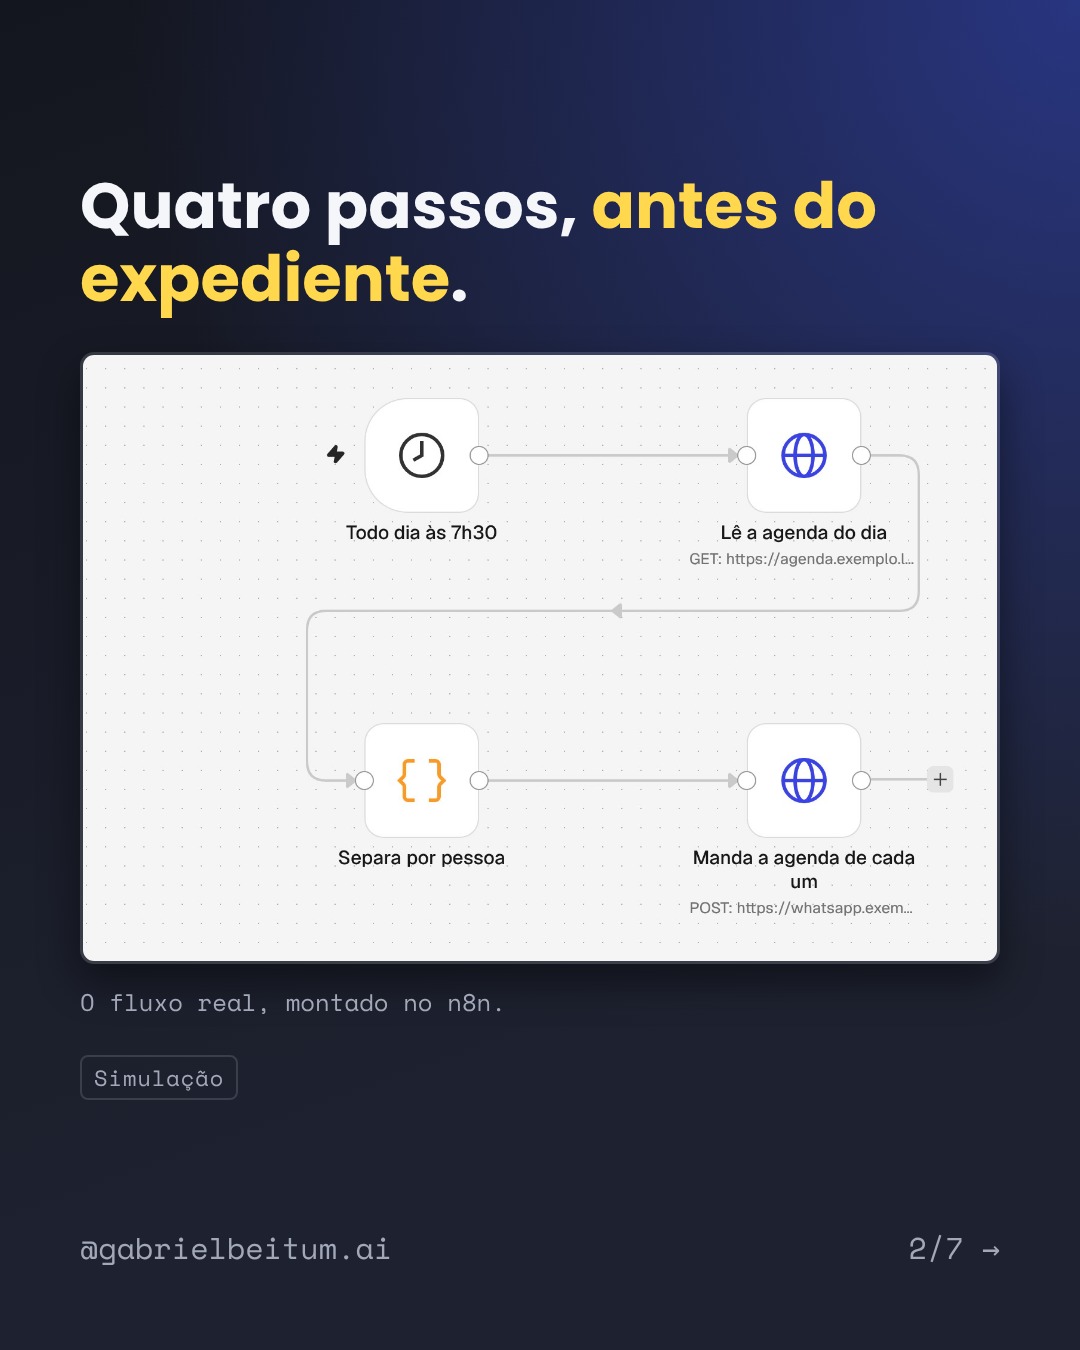 Quatro passos, antes do
expediente.
Todo dia às 7h30
Lê a agenda do dia
GET: https://agenda.exemplo.l...
Separa por pessoa
Manda a agenda de cada
um
POST: https://whatsapp.exem...
O fluxo real, montado no n8n.
Simulação
@gabrielbeitum.ai
2/7 →